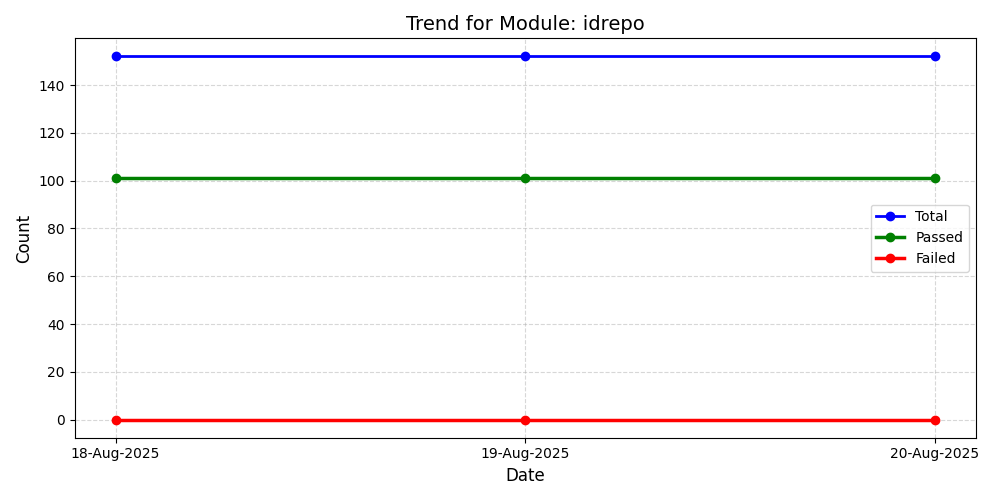 Trend for Module: idrepo
Count
140
120
100
80
60
40
20
0
Total
Passed
Failed
18-Aug-2025
19-Aug-2025
20-Aug-2025
Date